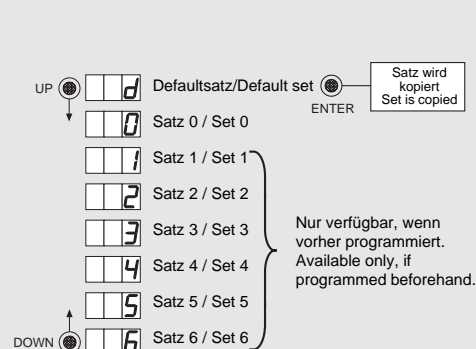 UP
d Defaultsatz/Default set
ENTER
Satz wird
kopiert
Set is copied
0 Satz 0 / Set 0
1 Satz 1 / Set 1
2 Satz 2 / Set 2
3 Satz 3 / Set 3
4 Satz 4 / Set 4
5 Satz 5 / Set 5
DOWN
6 Satz 6 / Set 6
Nur verfügbar, wenn
vorher programmiert.
Available only, if
programmed beforehand.